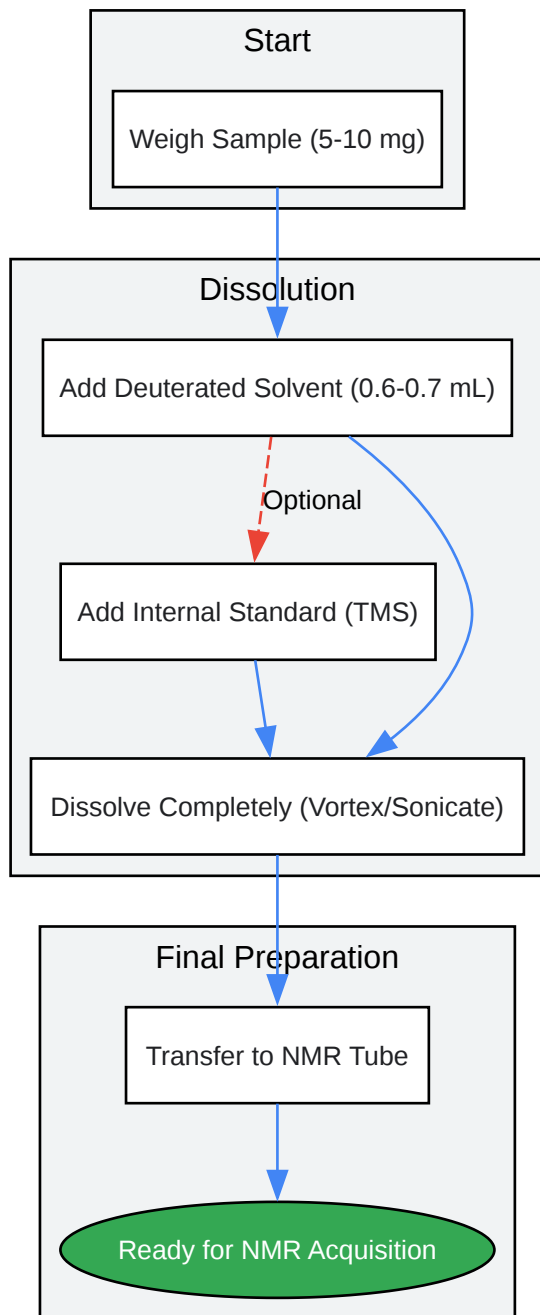 Start
Weigh Sample (5-10 mg)
Dissolution
Add Deuterated Solvent (0.6-0.7 mL)
Optional
Add Internal Standard (TMS)
Dissolve Completely (Vortex/Sonicate)
Final Preparation
Transfer to NMR Tube
Ready for NMR Acquisition